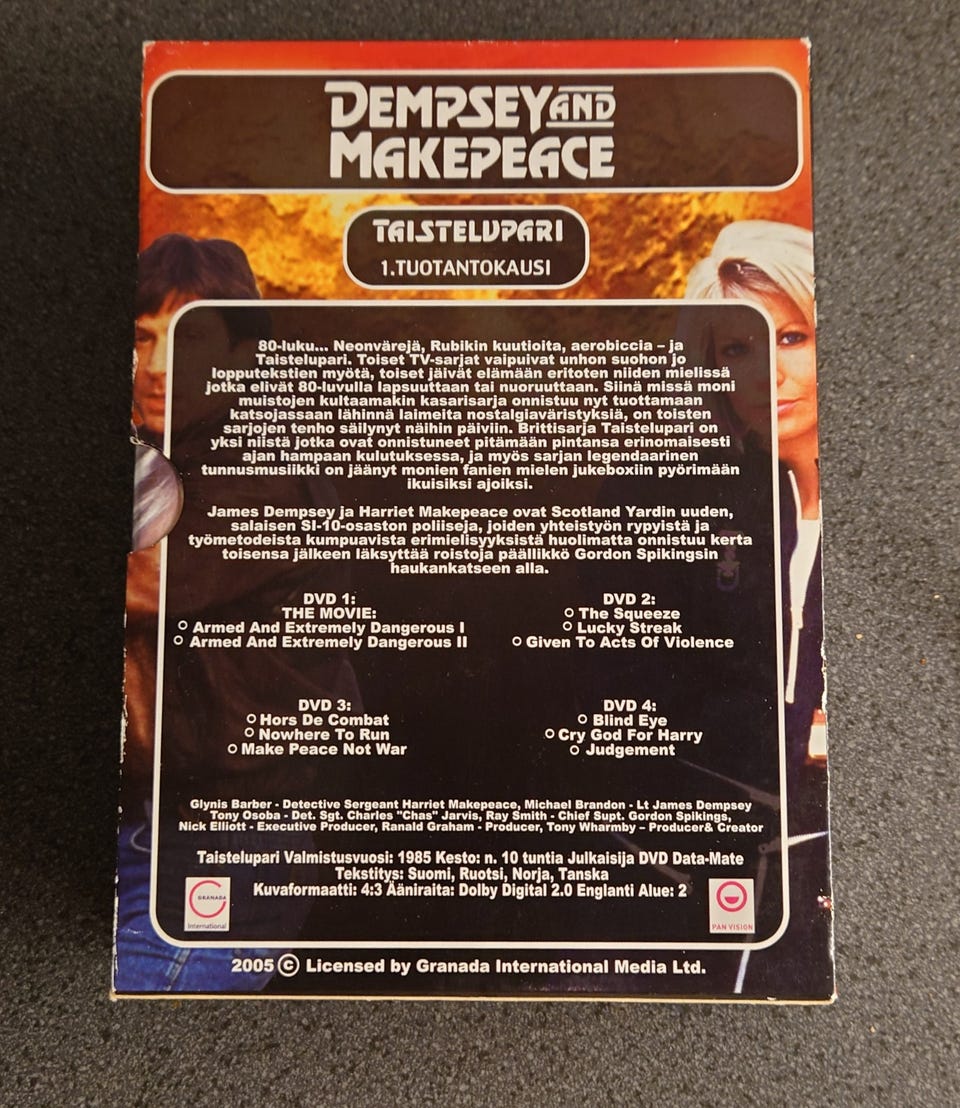 DEMPSEY AND
MAKEPEACE
TAISTELUPARI
1.TUOTANTOKAUSI
80-luku... Neonvärejä, Rubikin kuutioita, aerobiccia – ja
Taistelupari. Toiset TV-sarjat vaipuivat unhon suohon jo
lopputekstien myötä, toiset jäivät elämään eritoten niiden mielissä
jotka elivät 80-luvulla lapsuuttaan tai nuoruuttaan. Siinä missä moni
muistojen kultaamakin kasarisarja onnistuu nyt tuottamaan
katsojassaan lähinnä laimeita nostalgiaväristyksiä, on toisten
sarjojen tenho säilynyt näihin päiviin. Brittisarja Taistelupari on
yksi niistä jotka ovat onnistuneet pitämään pintansa erinomaisesti
ajan hampaan kulutuksessa, ja myös sarjan legendaarinen
tunnusmusiikki on jäänyt monien fanien mielen jukeboxiin pyörimään
ikuisiksi ajoiksi.
James Dempsey ja Harriet Makepeace ovat Scotland Yardin uuden,
salaisen SI-10-osaston poliiseja, joiden yhteistyön rypyistä ja
työmetodeista kumpuavista erimielisyyksistä huolimatta onnistuu kerta
toisensa jälkeen läksyttää roistoja päällikkö Gordon Spikingsin
haukankatseen alla.
DVD 1:
THE MOVIE:
Armed And Extremely Dangerous I
Armed And Extremely Dangerous II
DVD 2:
The Squeeze
Lucky Streak
Given To Acts Of Violence
DVD 3:
Hors De Combat
Nowhere To Run
Make Peace Not War
DVD 4:
Blind Eye
Cry God For Harry
Judgement
Glynis Barber - Detective Sergeant Harriet Makepeace, Michael Brandon - Lt James Dempsey
Tony Osoba - Det. Sgt. Charles "Chas" Jarvis, Ray Smith - Chief Supt. Gordon Spikings,
Nick Elliott - Executive Producer, Ranald Graham - Producer, Tony Wharmby – Producer& Creator
Taistelupari Valmistusvuosi: 1985 Kesto: n. 10 tuntia Julkaisija DVD Data-Mate
Tekstitys: Suomi, Ruotsi, Norja, Tanska
Kuvaformaatti: 4:3 Ääniraita: Dolby Digital 2.0 Englanti Alue: 2
GRANADA
International
PAN VISION
2005 © Licensed by Granada International Media Ltd.